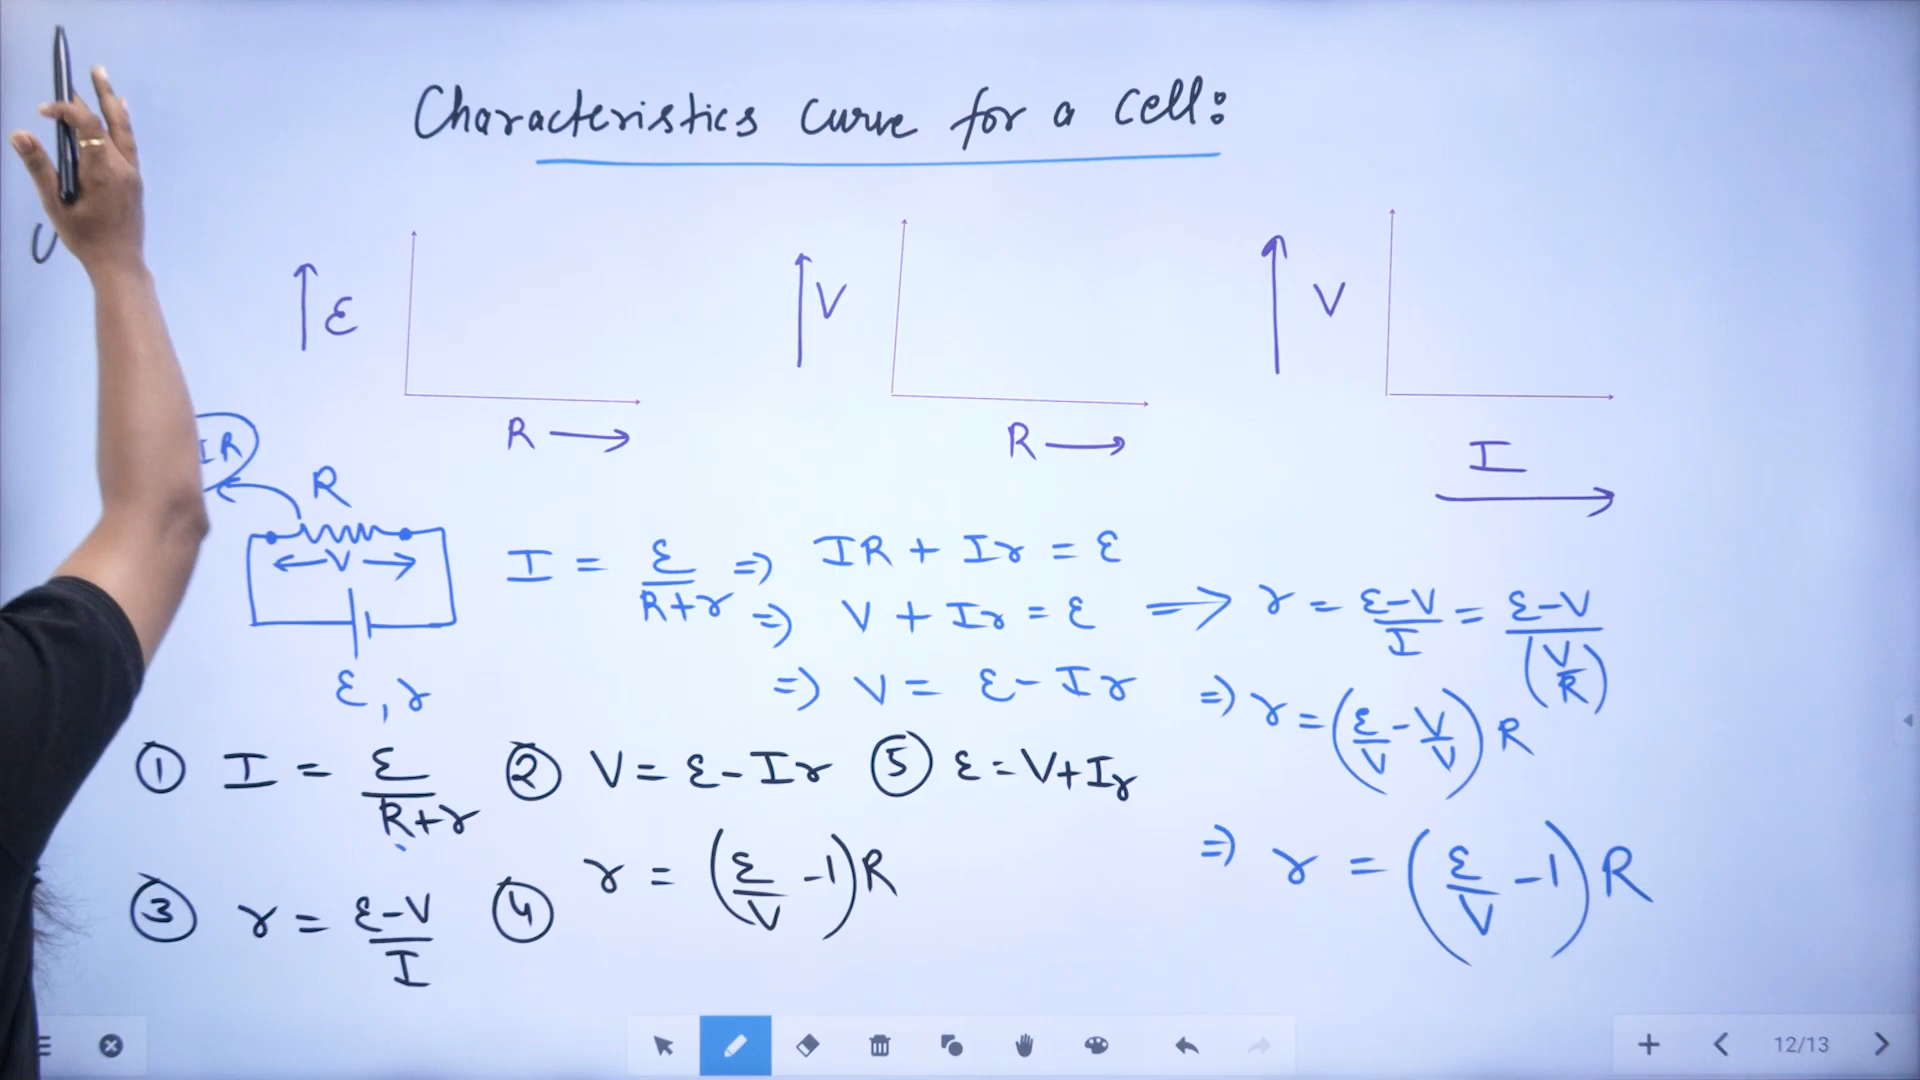 Characteristics curve for a cell:
ε
V
V
R
R
I
IR
R
V
ε, r
I = ε/(R+r) => IR + Ir = ε
=> V + Ir = ε => r = (ε-V)/I = (ε-V)/(V/R)
=> V = ε - Ir
=> r = (ε/V - V/V) R
=> r = (ε/V - 1) R
① I = ε/(R+r)
② V = ε - Ir
⑤ ε = V + Ir
③ r = (ε-V)/I
④ r = (ε/V - 1) R
12/13